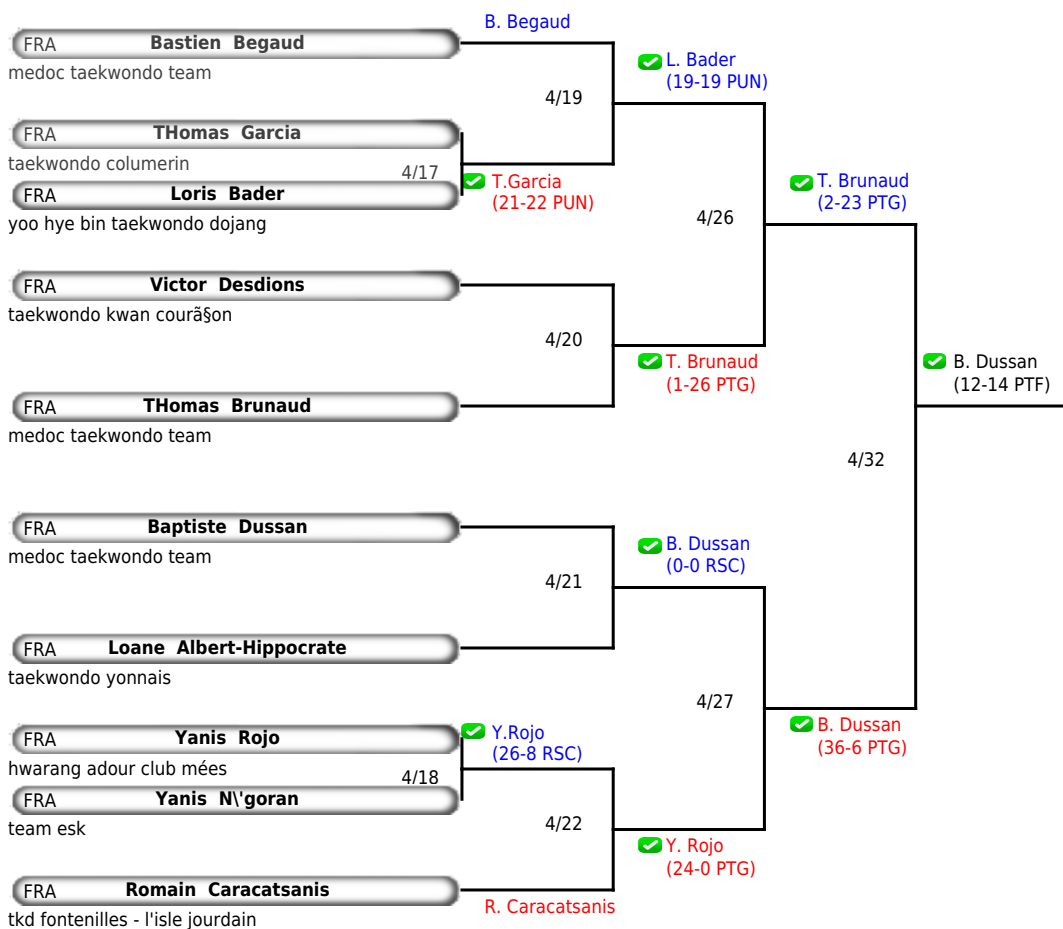 B. Begaud
FRA Bastien Begaud
medoc taekwondo team
L. Bader
(19-19 PUN)
4/19
FRA THomas Garcia
taekwondo columerin
4/17
T.Garcia
(21-22 PUN)
FRA Loris Bader
yoo hye bin taekwondo dojang
T. Brunaud
(2-23 PTG)
4/26
FRA Victor Desdions
taekwondo kwan courã§on
4/20
T. Brunaud
(1-26 PTG)
B. Dussan
(12-14 PTF)
FRA THomas Brunaud
medoc taekwondo team
4/32
FRA Baptiste Dussan
medoc taekwondo team
B. Dussan
(0-0 RSC)
4/21
FRA Loane Albert-Hippocrate
taekwondo yonnais
4/27
FRA Yanis Rojo
hwarang adour club mées
Y.Rojo
(26-8 RSC)
B. Dussan
(36-6 PTG)
4/18
FRA Yanis N\'goran
team esk
4/22
Y. Rojo
(24-0 PTG)
FRA Romain Caracatsanis
R. Caracatsanis
tkd fontenilles - l'isle jourdain